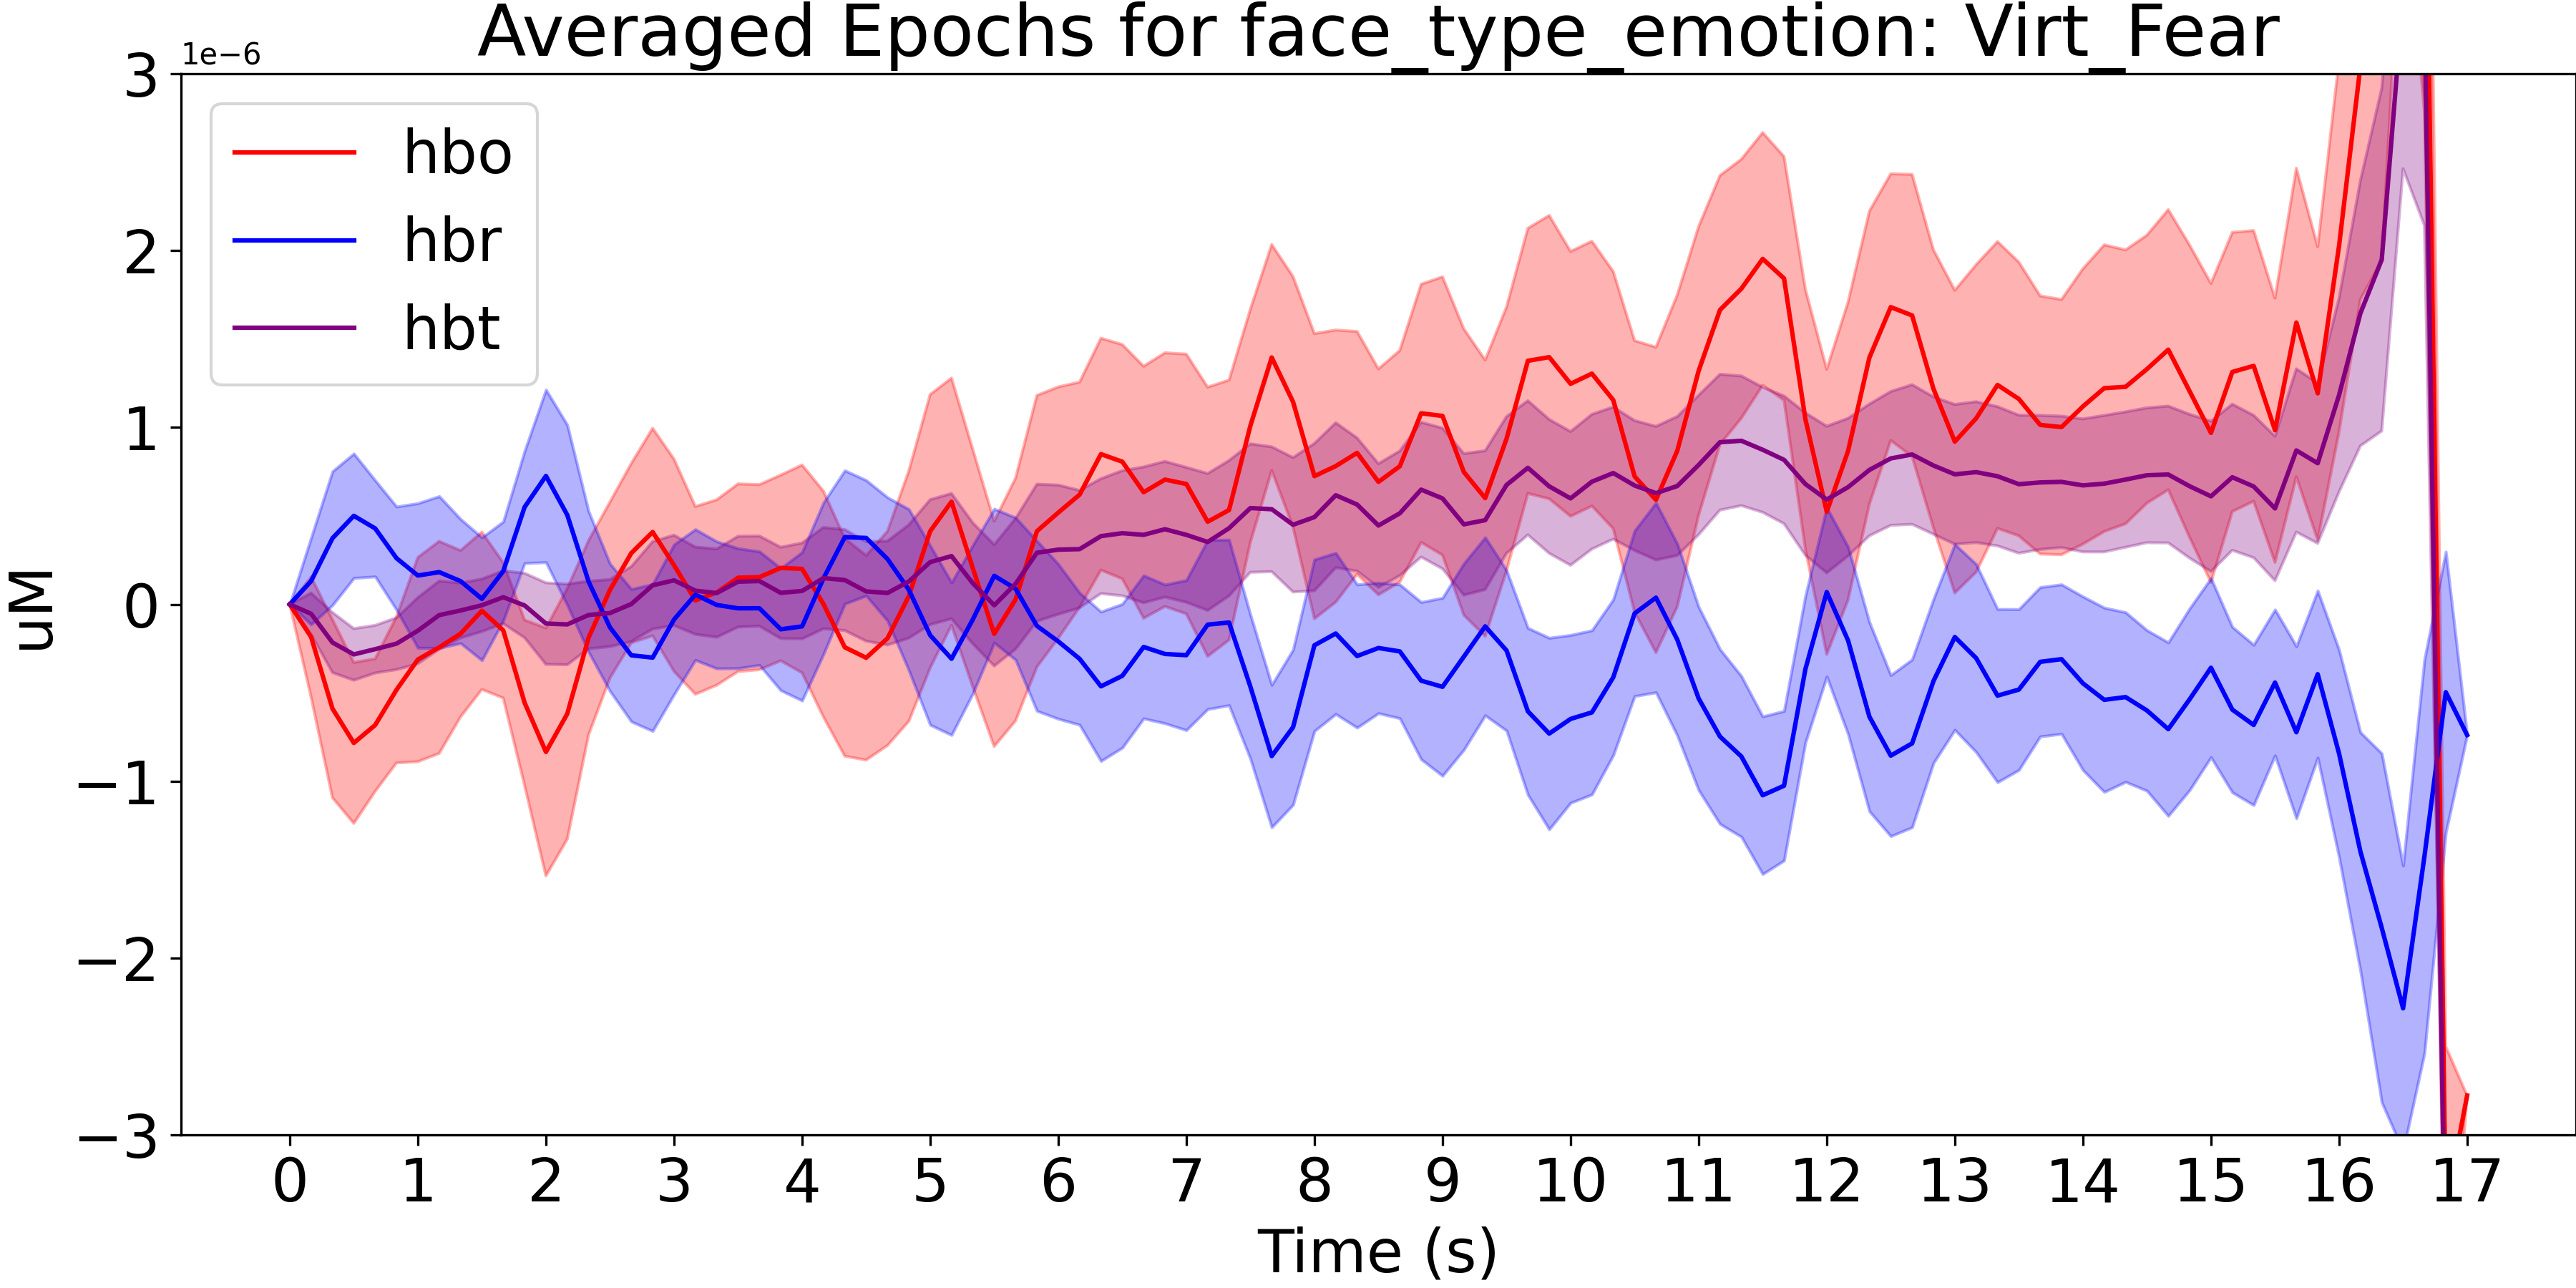 Averaged Epochs for face_type_emotion: Virt_Fear
1e−6
3
2
1
0
−1
−2
−3
uM
hbo
hbr
hbt
0 1 2 3 4 5 6 7 8 9 10 11 12 13 14 15 16 17
Time (s)